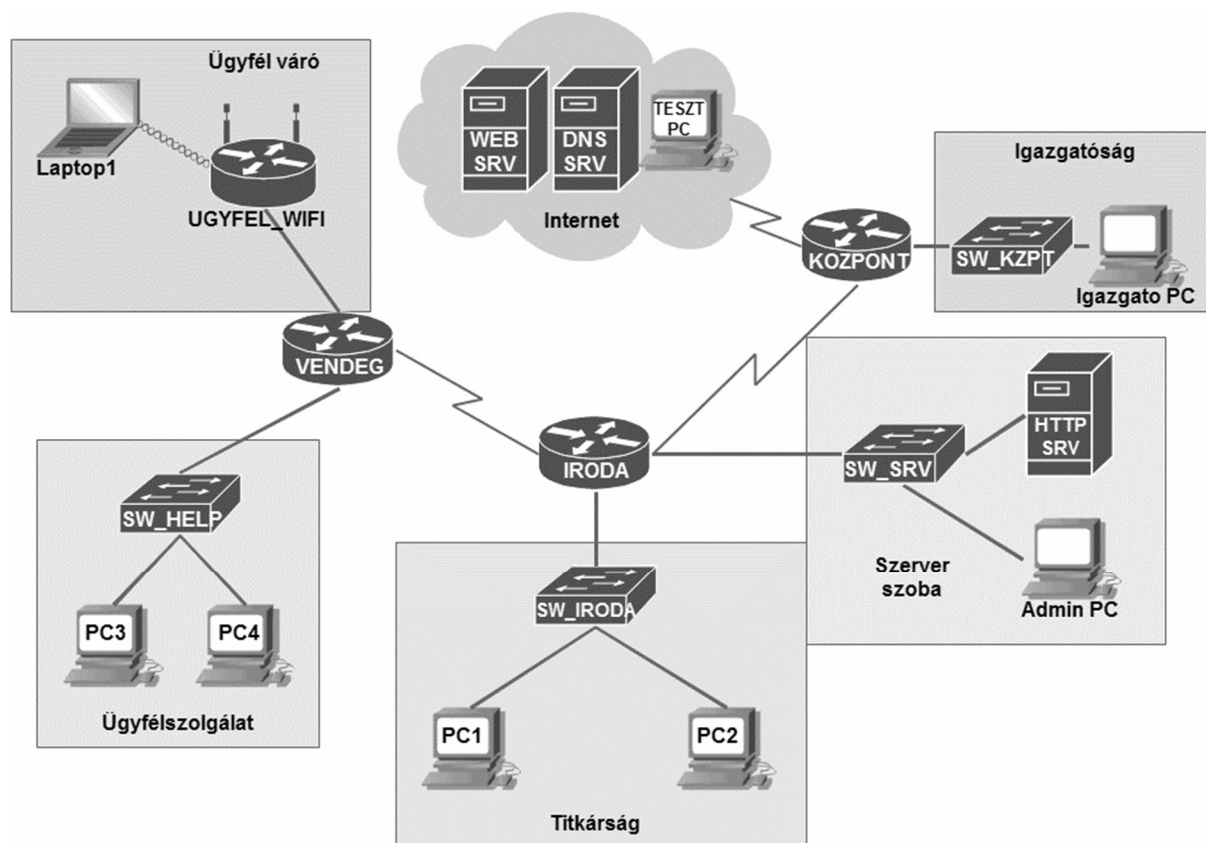 Ügyfél váró
Laptop1
UGYFEL_WIFI
WEB
SRV
DNS
SRV
TESZT
PC
Internet
Igazgatóság
KOZPONT
SW_KZPT
Igazgato PC
VENDEG
IRODA
HTTP
SRV
SW_SRV
Szerver
szoba
Admin PC
SW_HELP
PC3
PC4
Ügyfélszolgálat
SW_IRODA
PC1
PC2
Titkárság